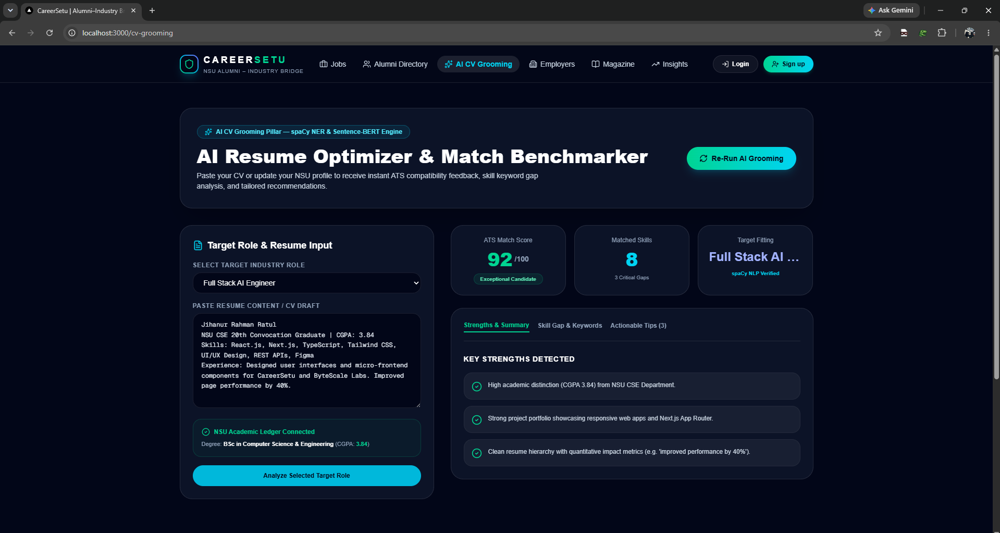 CareerSetu | Alumni–Industry B
Ask Gemini
localhost:3000/cv-grooming
CAREERSETU
NSU ALUMNI – INDUSTRY BRIDGE
Jobs
Alumni Directory
AI CV Grooming
Employers
Magazine
Insights
Login
Sign up
AI CV Grooming Pillar — spaCy NER & Sentence-BERT Engine
AI Resume Optimizer & Match Benchmarker
Paste your CV or update your NSU profile to receive instant ATS compatibility feedback, skill keyword gap
analysis, and tailored recommendations.
Re-Run AI Grooming
Target Role & Resume Input
SELECT TARGET INDUSTRY ROLE
Full Stack AI Engineer
PASTE RESUME CONTENT / CV DRAFT
Jihanur Rahman Ratul
NSU CSE 20th Convocation Graduate | CGPA: 3.84
Skills: React.js, Next.js, TypeScript, Tailwind CSS,
UI/UX Design, REST APIs, Figma
Experience: Designed user interfaces and micro-frontend
components for CareerSetu and ByteScale Labs. Improved
page performance by 40%.
NSU Academic Ledger Connected
Degree: BSc in Computer Science & Engineering (CGPA: 3.84)
Analyze Selected Target Role
ATS Match Score
92 /100
Exceptional Candidate
Matched Skills
8
3 Critical Gaps
Target Fitting
Full Stack AI ...
spaCy NLP Verified
Strengths & Summary
Skill Gap & Keywords
Actionable Tips (3)
KEY STRENGTHS DETECTED
High academic distinction (CGPA 3.84) from NSU CSE Department.
Strong project portfolio showcasing responsive web apps and Next.js App Router.
Clean resume hierarchy with quantitative impact metrics (e.g. 'improved performance by 40%').